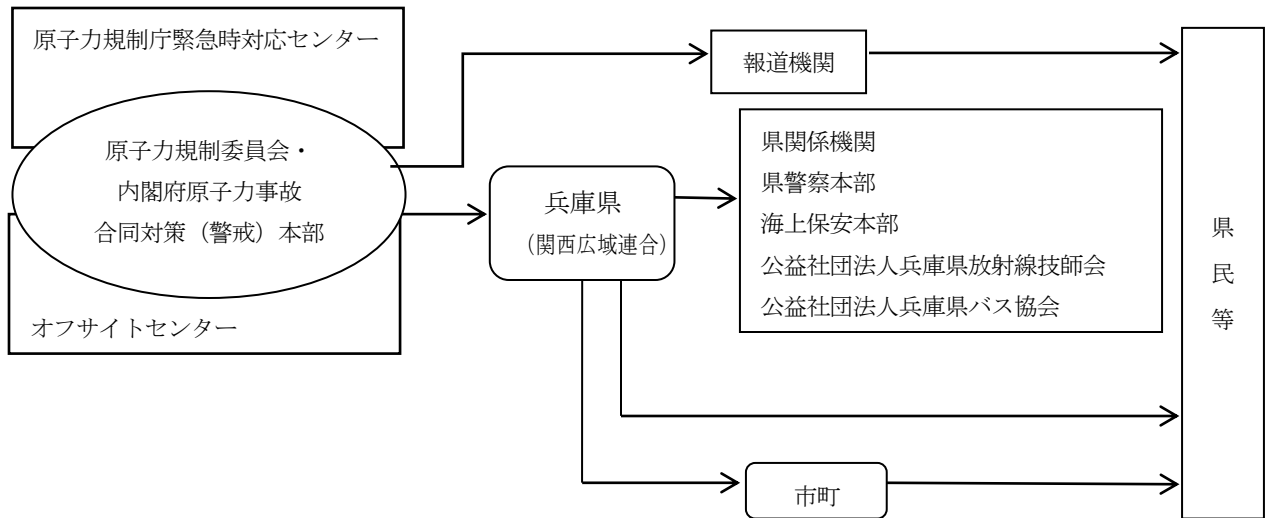 原子力規制庁緊急時対応センター
原子力規制委員会・
内閣府原子力事故
合同対策（警戒）本部
オフサイトセンター
兵庫県
（関西広域連合）
報道機関
県関係機関
県警察本部
海上保安本部
公益社団法人兵庫県放射線技師会
公益社団法人兵庫県バス協会
市町
県民等